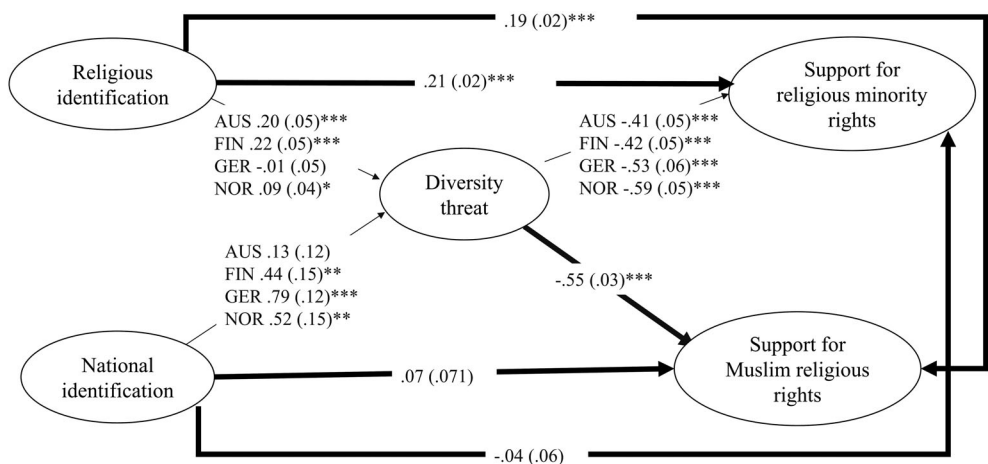 .19 (.02)***
Religious
identification
.21 (.02)***
Support for
religious minority
rights
AUS .20 (.05)***
FIN .22 (.05)***
GER -.01 (.05)
NOR .09 (.04)*
AUS -.41 (.05)***
FIN -.42 (.05)***
GER -.53 (.06)***
NOR -.59 (.05)***
Diversity
threat
AUS .13 (.12)
FIN .44 (.15)**
GER .79 (.12)***
NOR .52 (.15)**
-.55 (.03)***
National
identification
.07 (.071)
Support for
Muslim religious
rights
-.04 (.06)